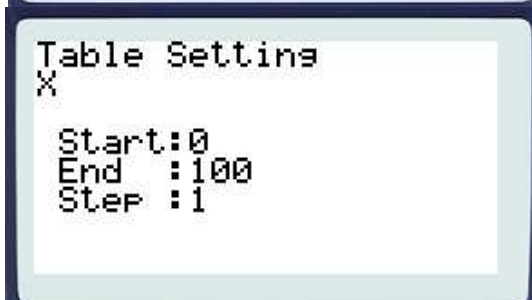 Table Setting
X
Start:0
End  :100
Step :1